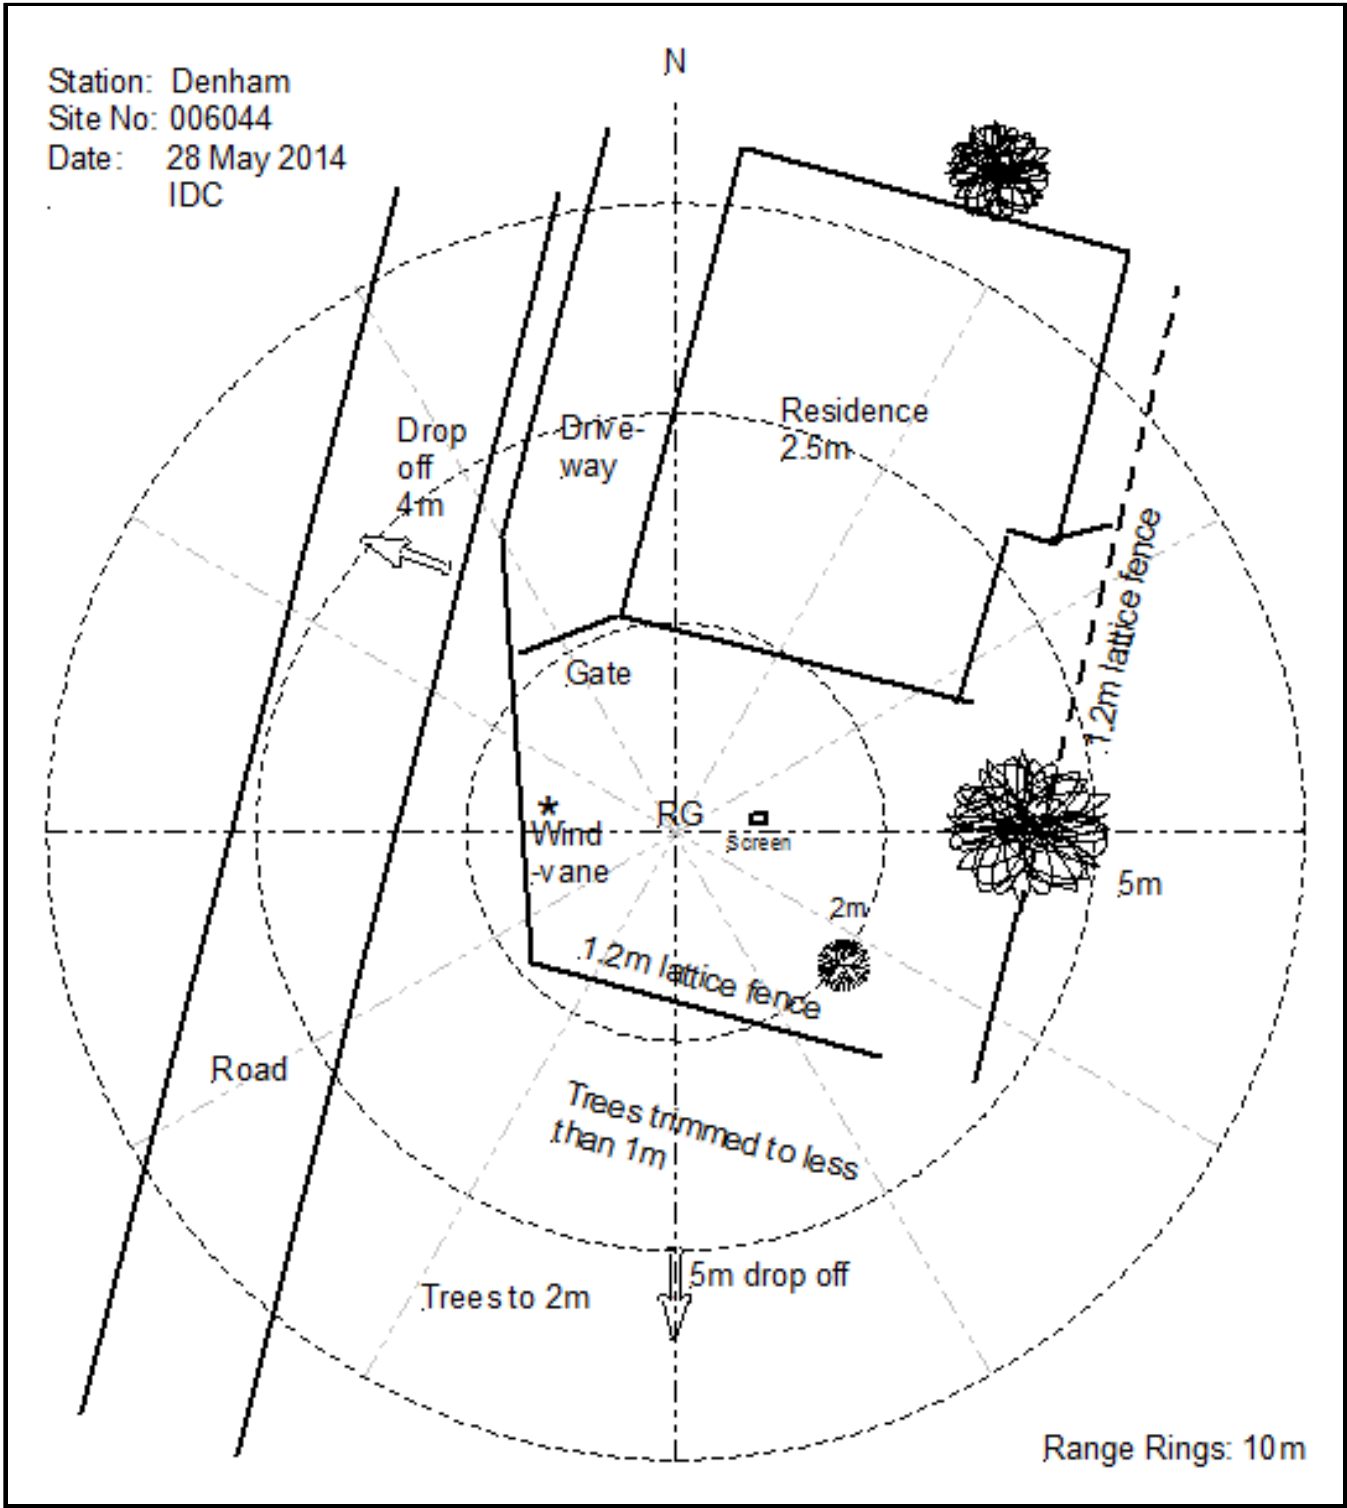 N
Station: Denham
Site No: 006044
Date: 28 May 2014
IDC
Drop
off
4m
Drive-
way
Residence
2.5m
1.2m lattice fence
Gate
RG
*
Wind
-vane
Screen
5m
2m
1.2m lattice fence
Road
Trees trimmed to less
than 1m
5m drop off
Trees to 2m
Range Rings: 10m